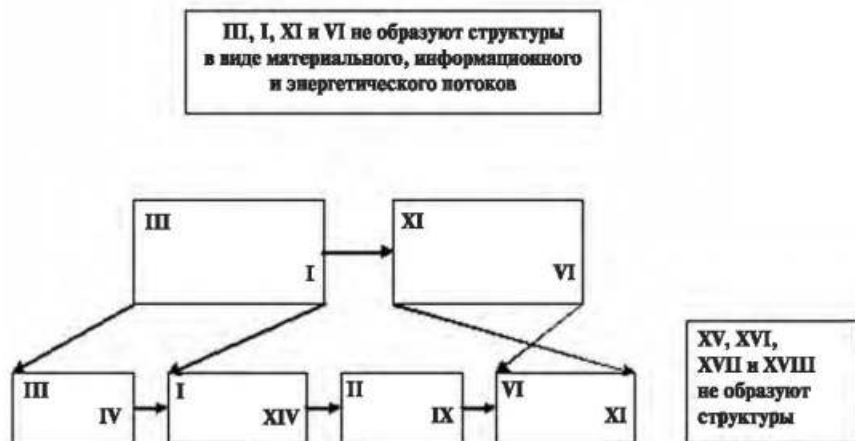 III, I, XI и VI не образуют структуры
в виде материального, информационного
и энергетического потоков
III
I
XI
VI
III
IV
I
XIV
II
IX
VI
XI
XV, XVI,
XVII и XVIII
не образуют
структуры